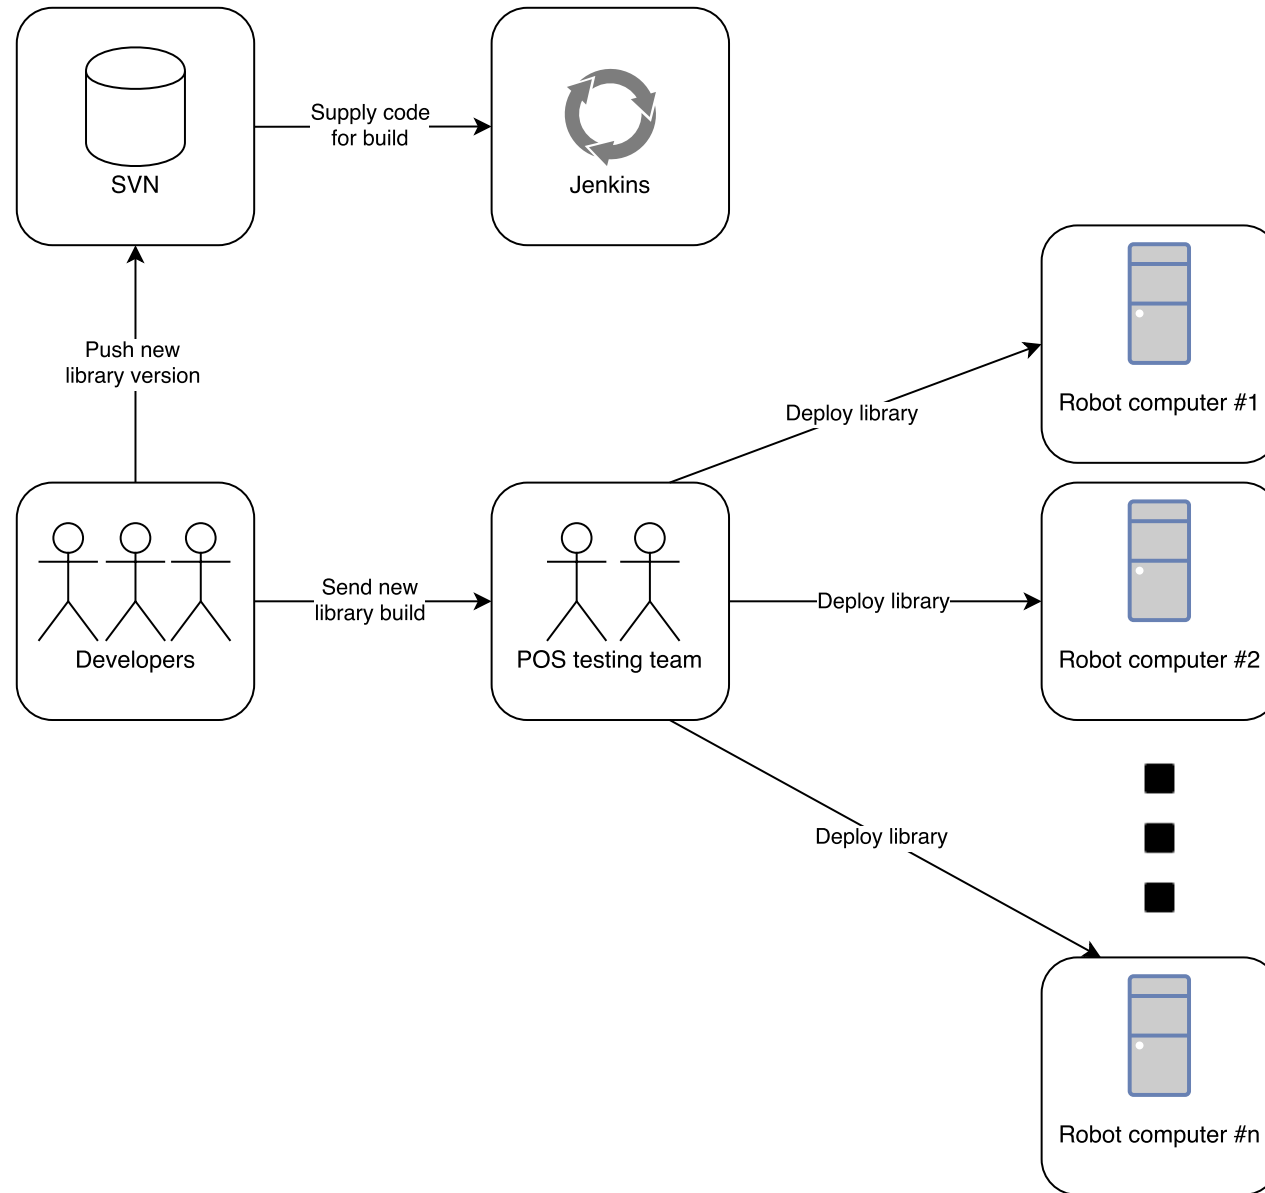 Supply code
for build
SVN
Jenkins
Push new
library version
Robot computer #1
Deploy library
Send new
library build
Deploy library
Developers
POS testing team
Robot computer #2
Deploy library
Robot computer #n